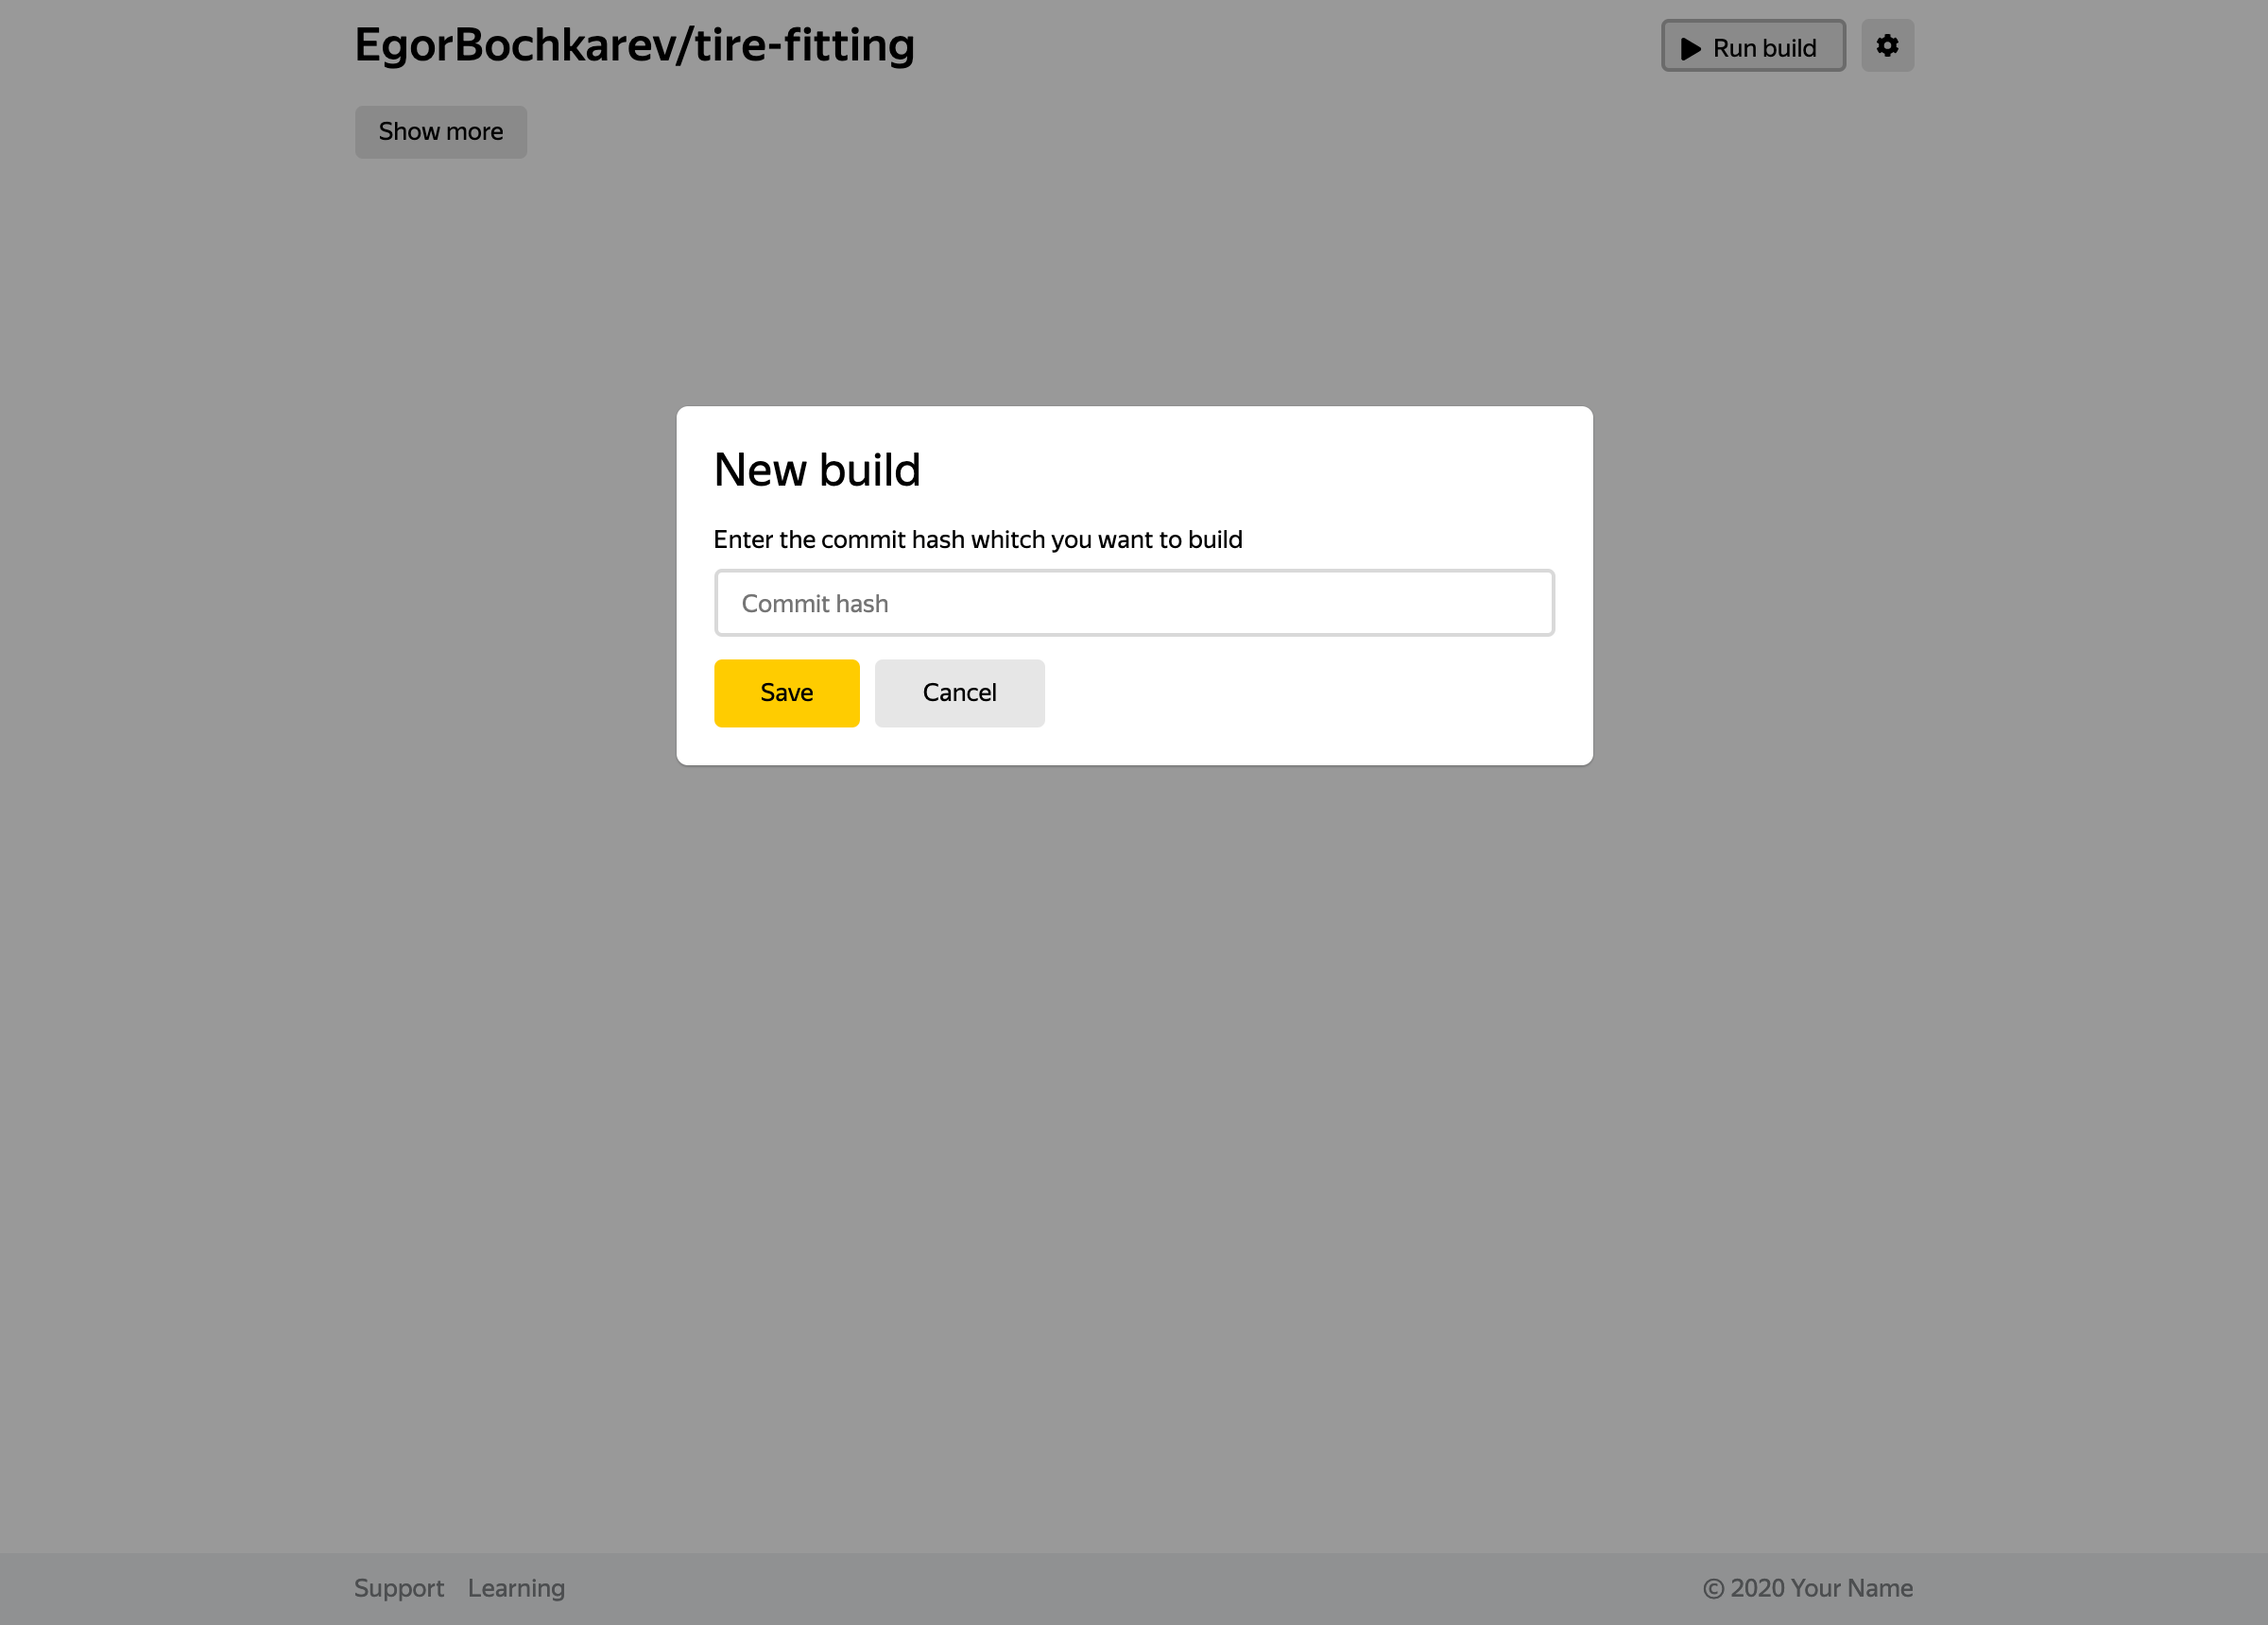 EgorBochkarev/tire-fitting
Run build
Show more
New build
Enter the commit hash whitch you want to build
Commit hash
Save
Cancel
Support
Learning
© 2020 Your Name